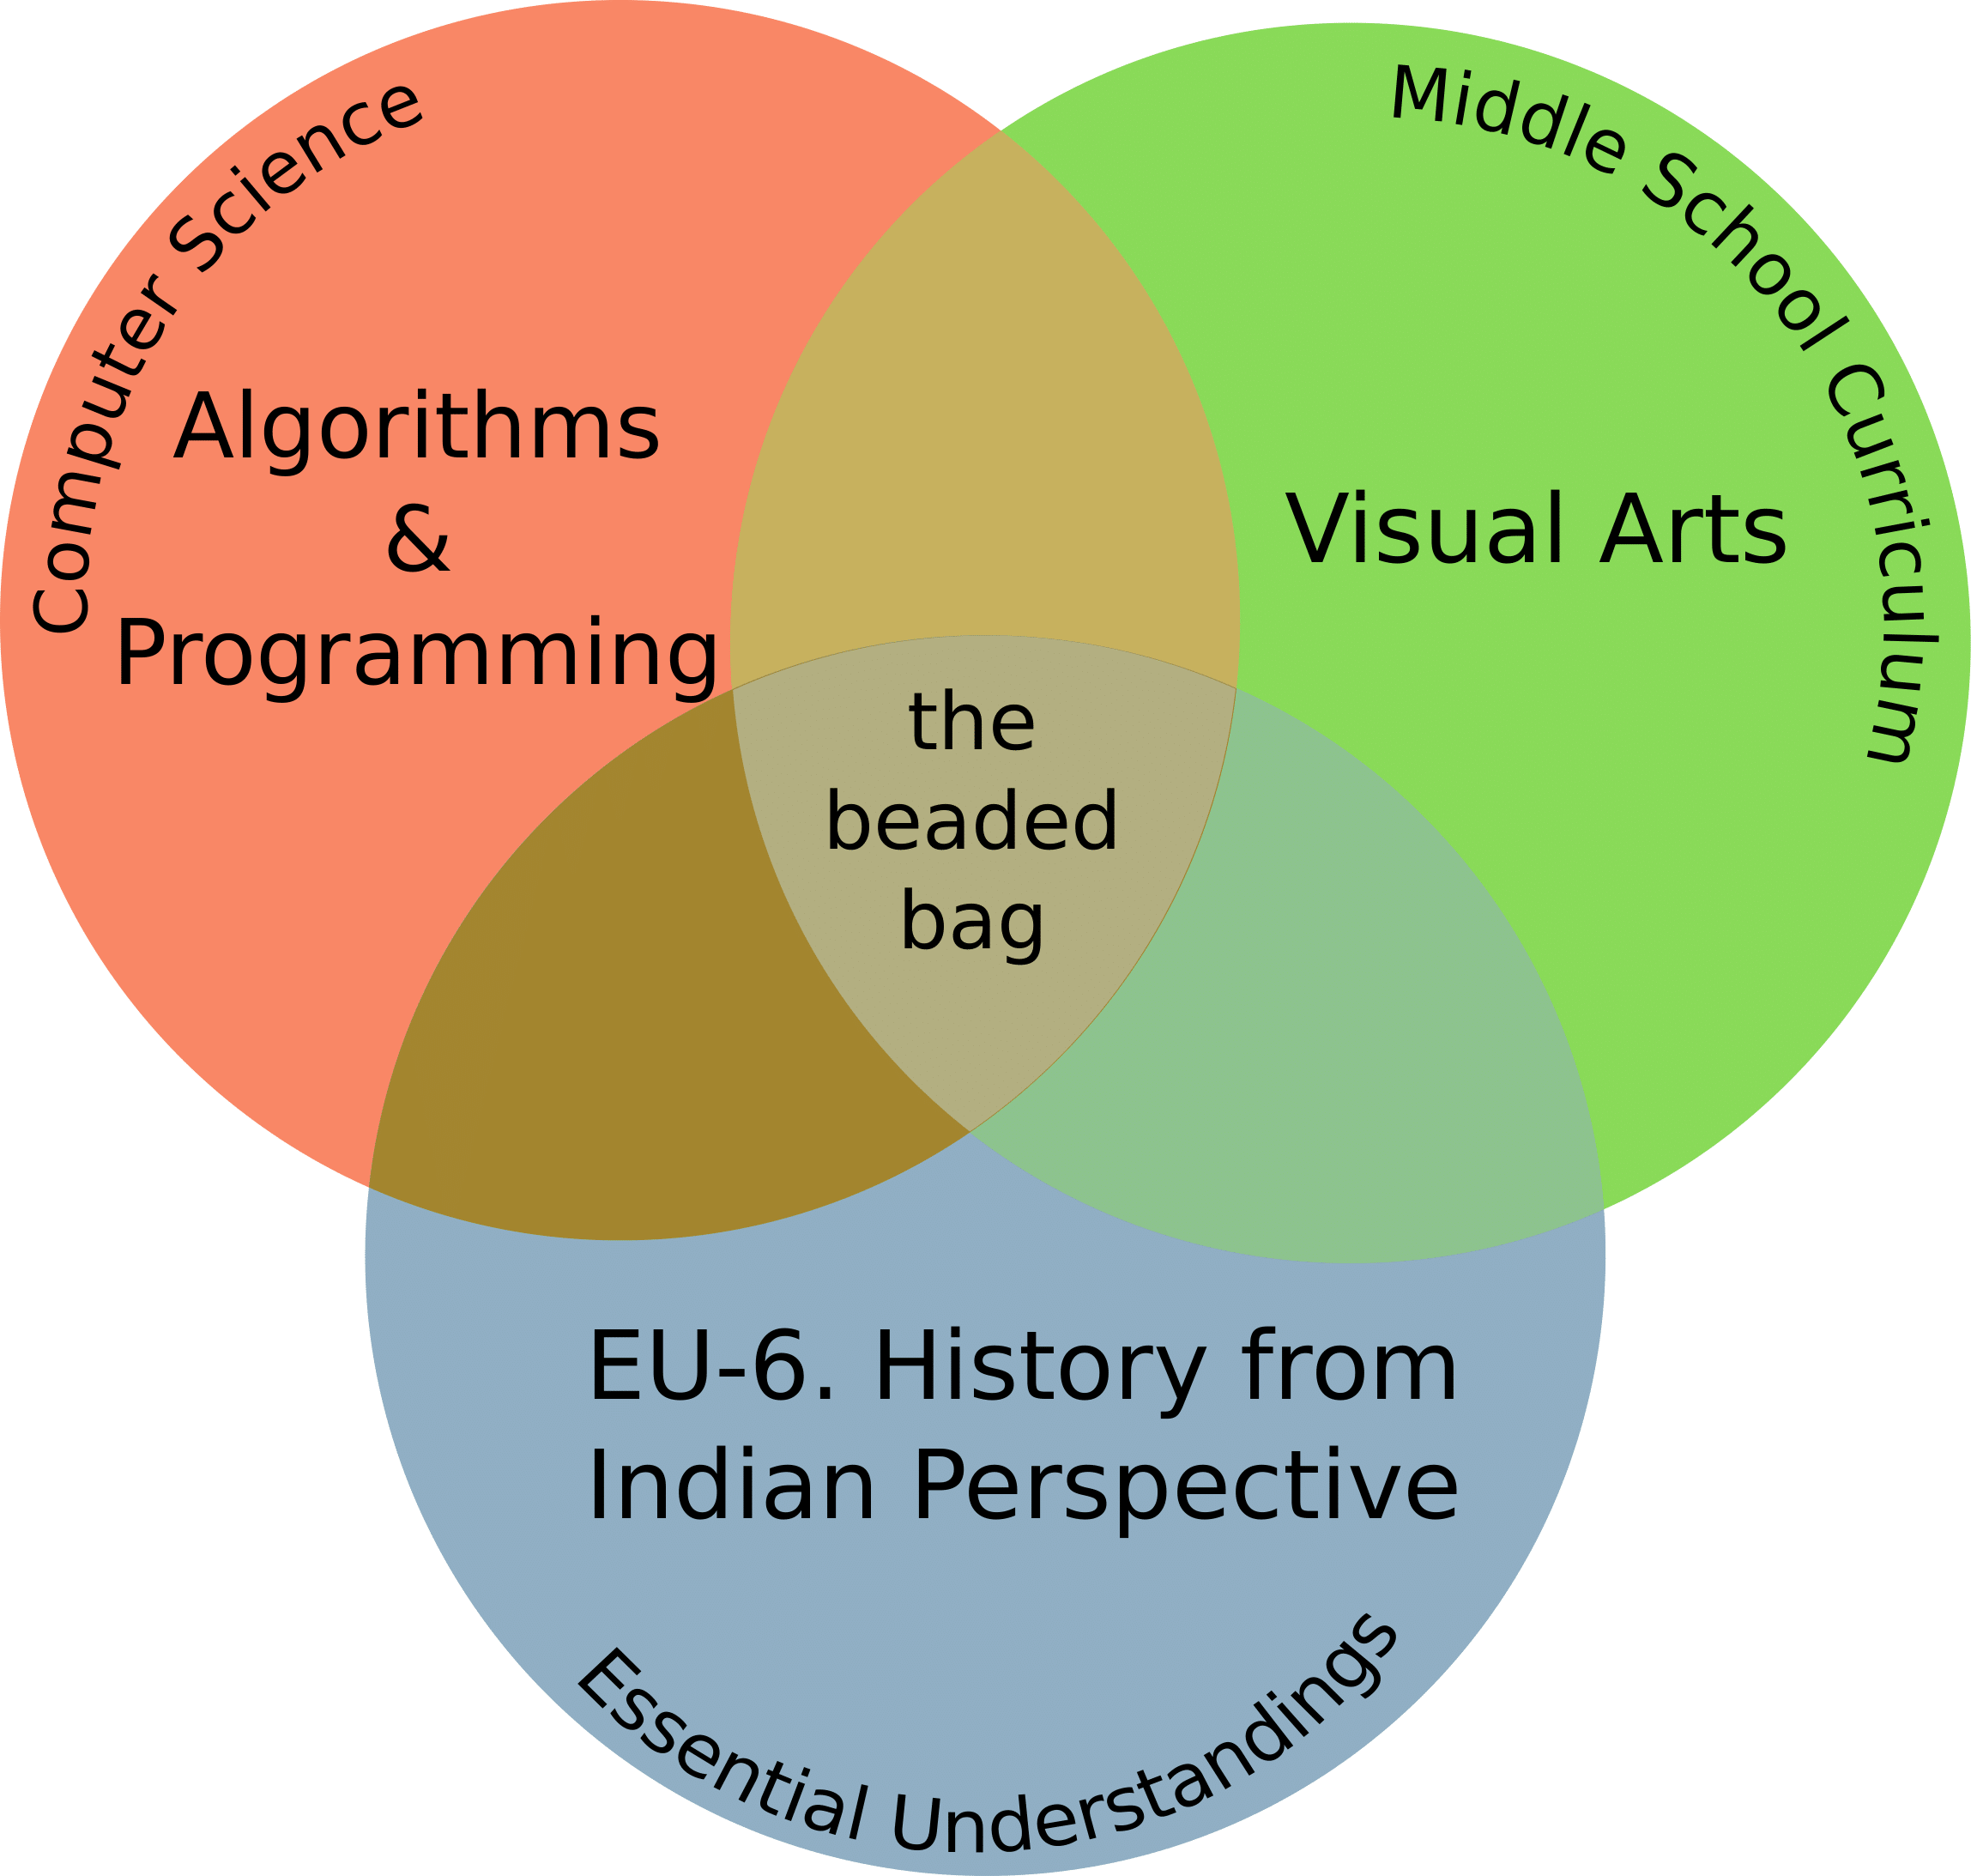 Computer Science
Middle School Curriculum
Algorithms
&
Programming
Visual Arts
the
beaded
bag
EU-6. History from
Indian Perspective
Essential Understandings